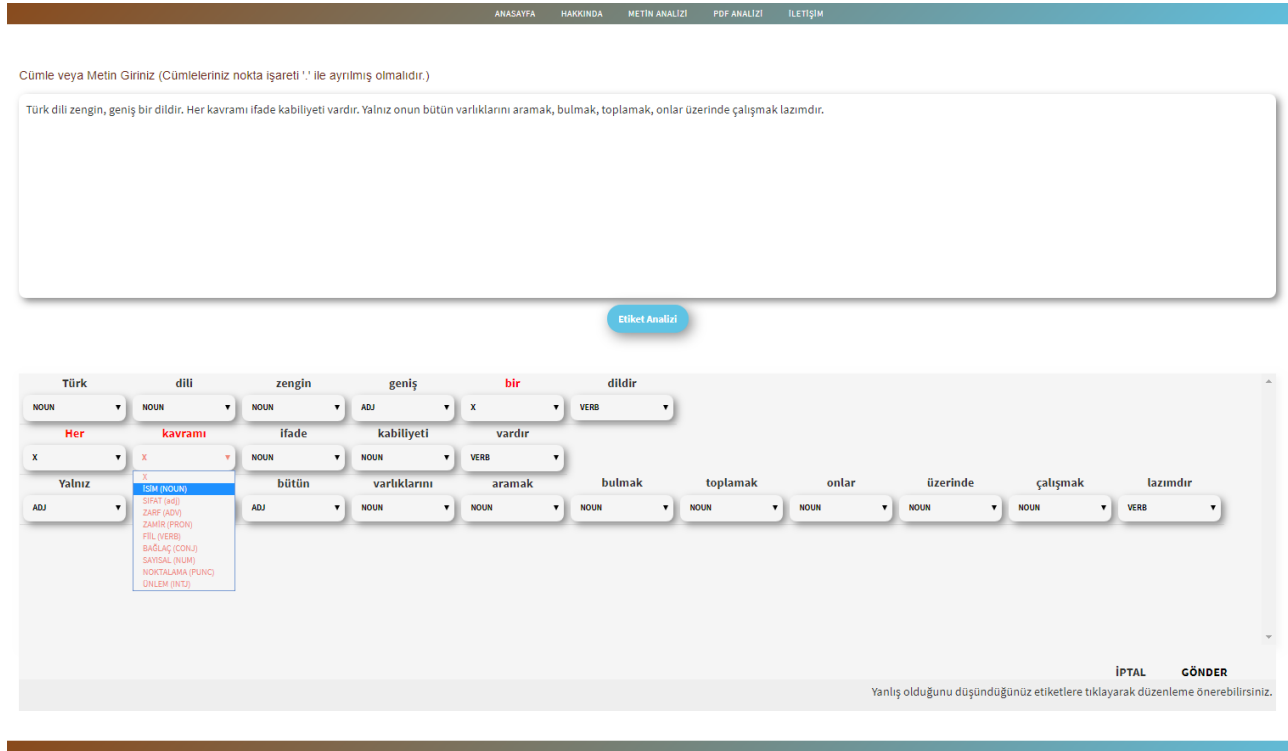 ANASAYFA HAKKINDA METİN ANALİZİ PDF ANALİZİ İLETİŞİM
Cümle veya Metin Giriniz (Cümleleriniz nokta işareti '.' ile ayrılmış olmalıdır.)
Türk dili zengin, geniş bir dildir. Her kavramı ifade kabiliyeti vardır. Yalnız onun bütün varlıklarını aramak, bulmak, toplamak, onlar üzerinde çalışmak lazımdır.
Etiket Analizi
Türk dili zengin geniş bir dildir
NOUN NOUN NOUN ADJ X VERB
Her kavramı ifade kabiliyeti vardır
X X NOUN NOUN VERB
Yalnız bütün varlıklarını aramak bulmak toplamak onlar üzerinde çalışmak lazımdır
ADJ ADJ NOUN NOUN NOUN NOUN NOUN NOUN NOUN VERB
X
İSİM (NOUN)
SIFAT (adj)
ZARF (ADV)
ZAMİR (PRON)
FİİL (VERB)
BAĞLAÇ (CONJ)
SAYISAL (NUM)
NOKTALAMA (PUNC)
ÜNLEM (INTJ)
İPTAL GÖNDER
Yanlış olduğunu düşündüğünüz etiketlere tıklayarak düzenleme önerebilirsiniz.